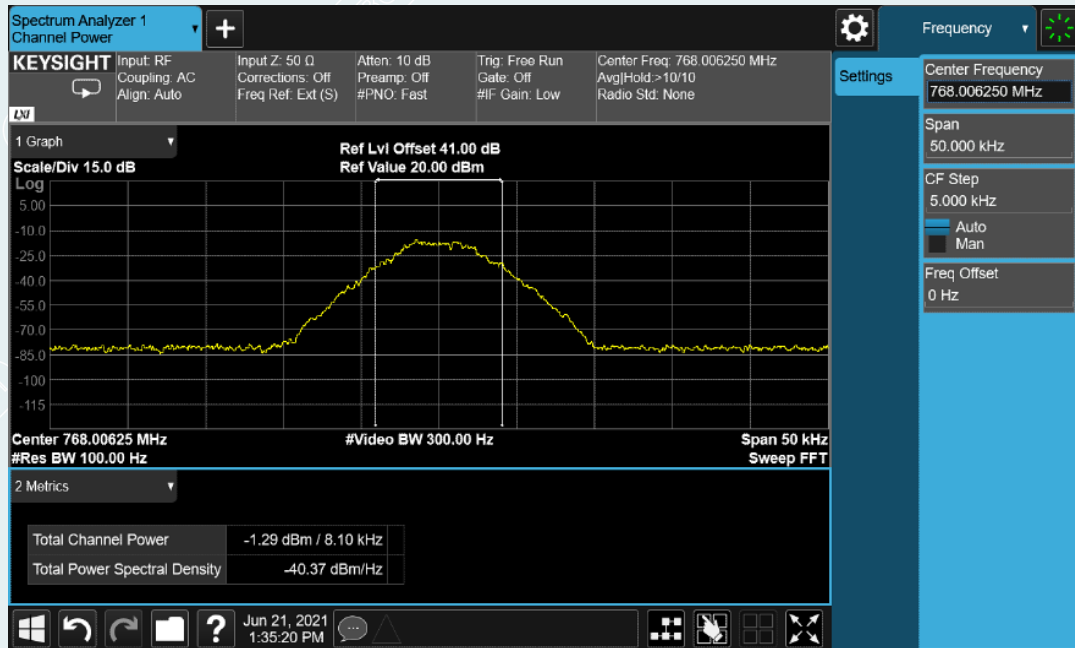 Spectrum Analyzer 1
Channel Power
+
Frequency
KEYSIGHT
LXI
Input: RF
Coupling: AC
Align: Auto
Input Z: 50 Ω
Corrections: Off
Freq Ref: Ext (S)
Atten: 10 dB
Preamp: Off
#PNO: Fast
Trig: Free Run
Gate: Off
#IF Gain: Low
Center Freq: 768.006250 MHz
Avg|Hold:>10/10
Radio Std: None
Settings
Center Frequency
768.006250 MHz
Span
50.000 kHz
CF Step
5.000 kHz
Auto
Man
Freq Offset
0 Hz
1 Graph
Scale/Div 15.0 dB
Ref Lvl Offset 41.00 dB
Ref Value 20.00 dBm
Log
5.00
-10.0
-25.0
-40.0
-55.0
-70.0
-85.0
-100
-115
Center 768.00625 MHz
#Video BW 300.00 Hz
Span 50 kHz
#Res BW 100.00 Hz
Sweep FFT
2 Metrics
Total Channel Power -1.29 dBm / 8.10 kHz
Total Power Spectral Density -40.37 dBm/Hz
?
Jun 21, 2021
1:35:20 PM